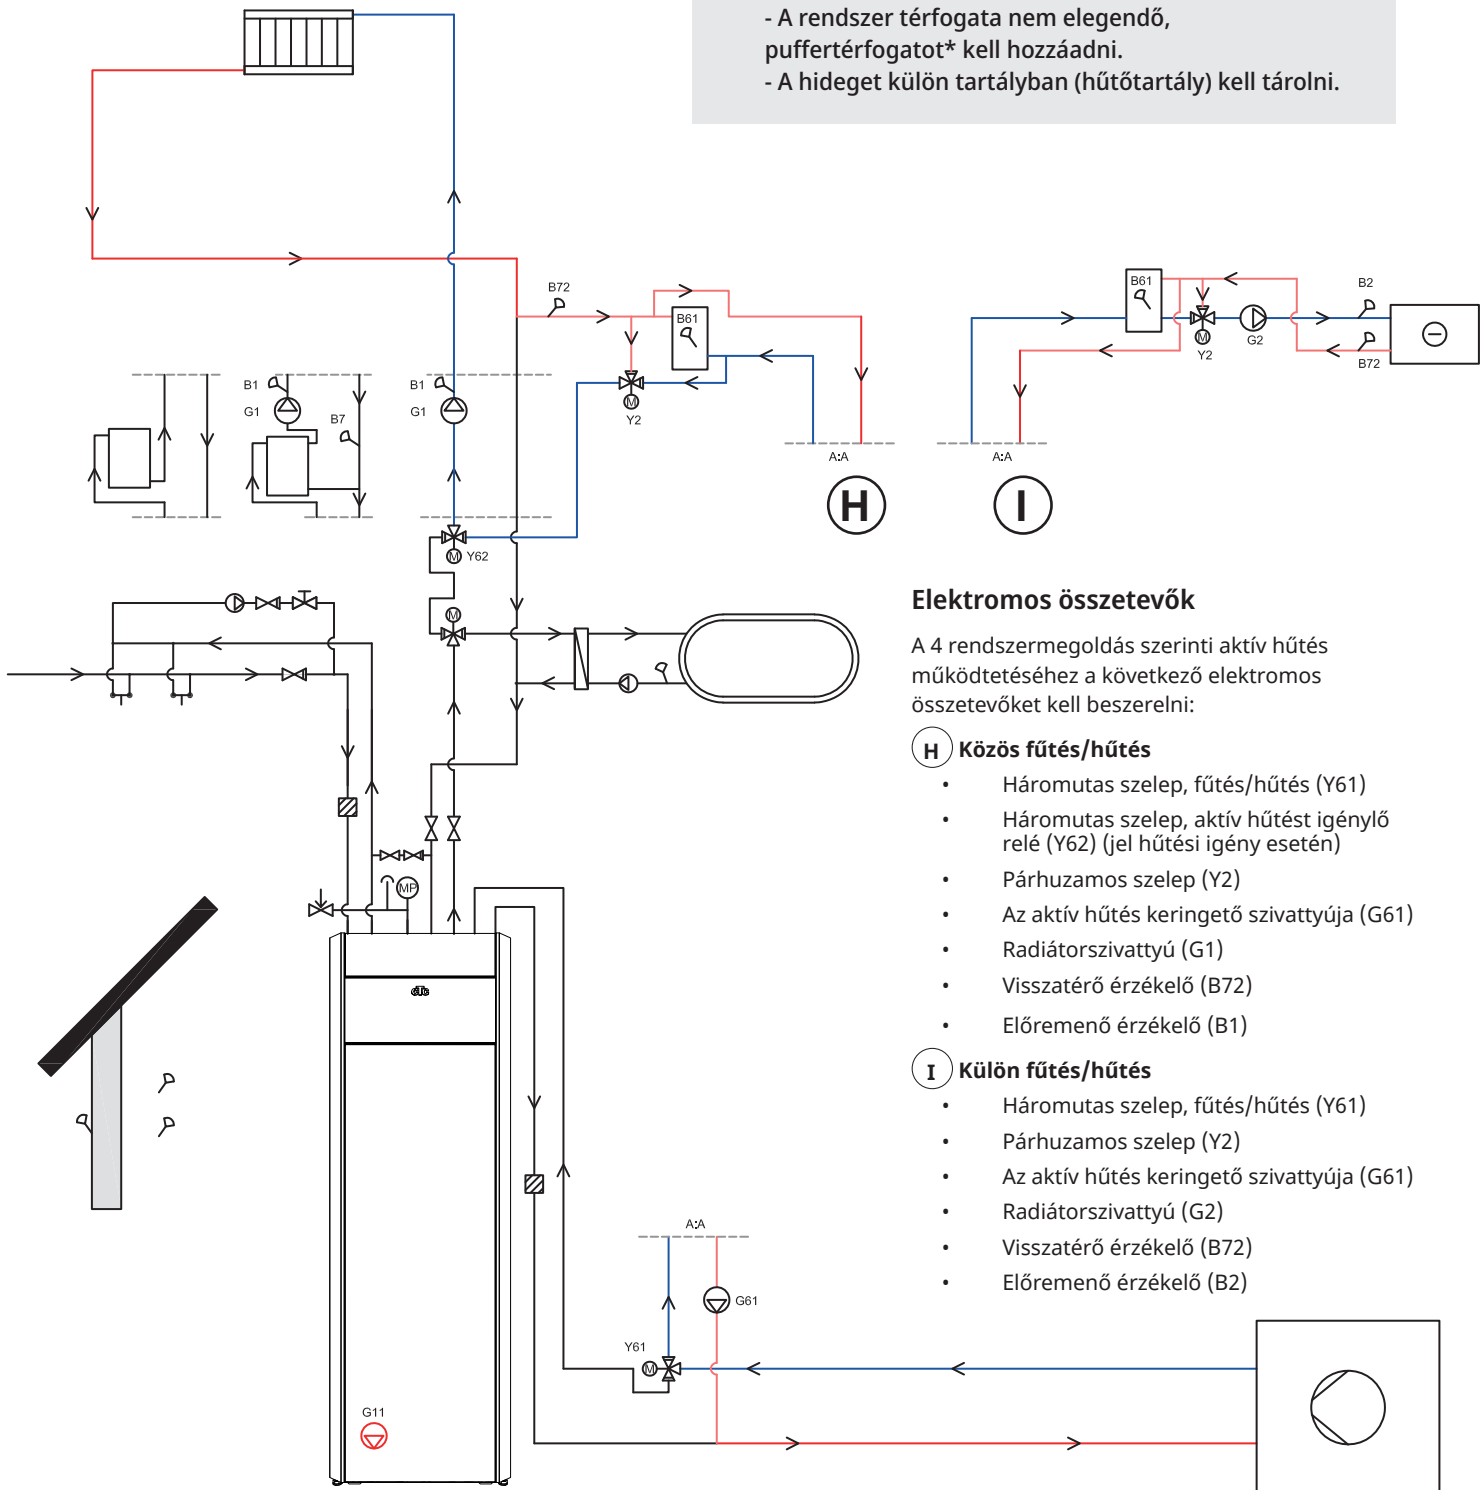 - A rendszer térfogata nem elegendő,
puffertérfogatot* kell hozzáadni.
- A hideget külön tartályban (hűtőtartály) kell tárolni.
B72
B61
Y2
A:A
H
B61
B2
Y2
G2
B72
A:A
I
B1
G1
B7
B1
G1
M
M
M
Y62
M
MP
CTC
G11
A:A
G61
Y61
M
Elektromos összetevők
A 4 rendszermegoldás szerinti aktív hűtés
működtetéséhez a következő elektromos
összetevőket kell beszerelni:
H Közös fűtés/hűtés
• Háromutas szelep, fűtés/hűtés (Y61)
• Háromutas szelep, aktív hűtést igénylő
relé (Y62) (jel hűtési igény esetén)
• Párhuzamos szelep (Y2)
• Az aktív hűtés keringető szivattyúja (G61)
• Radiátorszivattyú (G1)
• Visszatérő érzékelő (B72)
• Előremenő érzékelő (B1)
I Külön fűtés/hűtés
• Háromutas szelep, fűtés/hűtés (Y61)
• Párhuzamos szelep (Y2)
• Az aktív hűtés keringető szivattyúja (G61)
• Radiátorszivattyú (G2)
• Visszatérő érzékelő (B72)
• Előremenő érzékelő (B2)